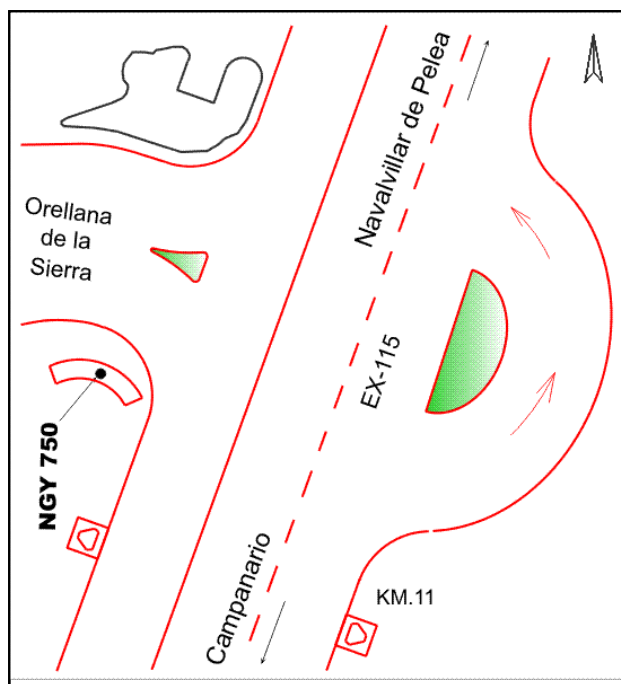 Navalvillar de Pelea
Orellana
de la
Sierra
EX-115
NGY 750
Campanario
KM.11